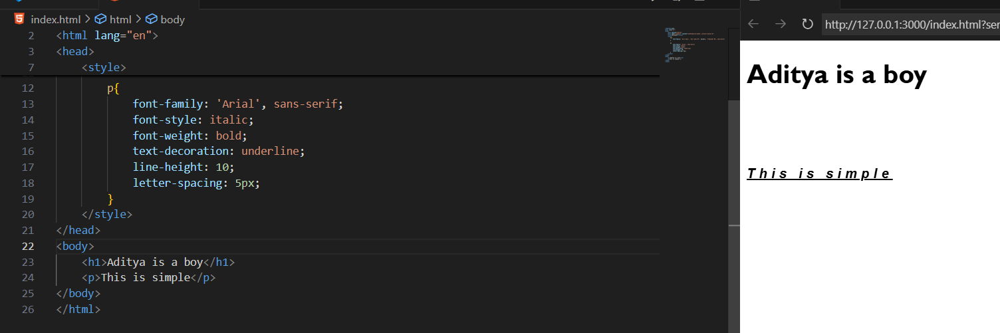 index.html > html > body
2 <html lang="en">
3 <head>
7 <style>
12 p{
13 font-family: 'Arial', sans-serif;
14 font-style: italic;
15 font-weight: bold;
16 text-decoration: underline;
17 line-height: 10;
18 letter-spacing: 5px;
19 }
20 </style>
21 </head>
22 <body>
23 <h1>Aditya is a boy</h1>
24 <p>This is simple</p>
25 </body>
26 </html>
http://127.0.0.1:3000/index.html?ser
Aditya is a boy
This is simple